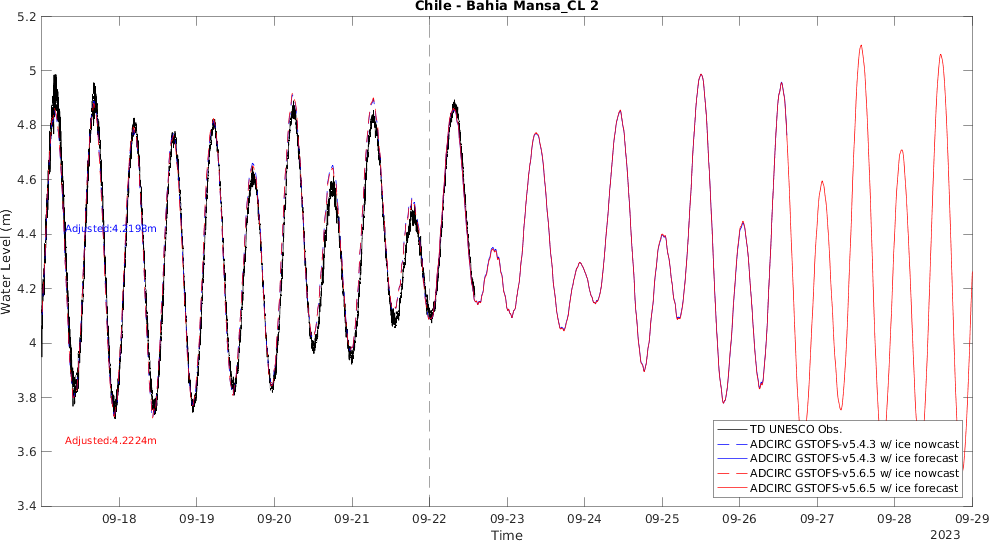 Chile - Bahia Mansa_CL 2
5.2
5
4.8
4.6
4.4
4.2
4
3.8
3.6
3.4
Water Level (m)
Adjusted:4.2198m
Adjusted:4.2224m
TD UNESCO Obs.
ADCIRC GSTOFS-v5.4.3 w/ ice nowcast
ADCIRC GSTOFS-v5.4.3 w/ ice forecast
ADCIRC GSTOFS-v5.6.5 w/ ice nowcast
ADCIRC GSTOFS-v5.6.5 w/ ice forecast
09-18 09-19 09-20 09-21 09-22 09-23 09-24 09-25 09-26 09-27 09-28 09-29
Time
2023